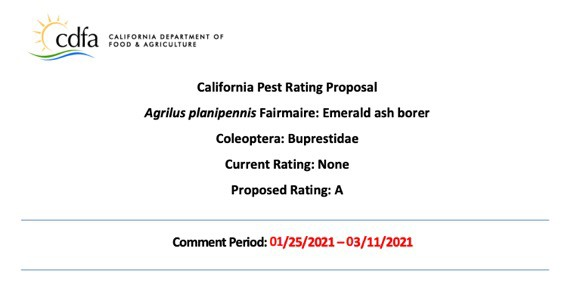 cdfa
CALIFORNIA DEPARTMENT OF
FOOD & AGRICULTURE
California Pest Rating Proposal
Agrilus planipennis Fairmaire: Emerald ash borer
Coleoptera: Buprestidae
Current Rating: None
Proposed Rating: A
Comment Period: 01/25/2021 – 03/11/2021